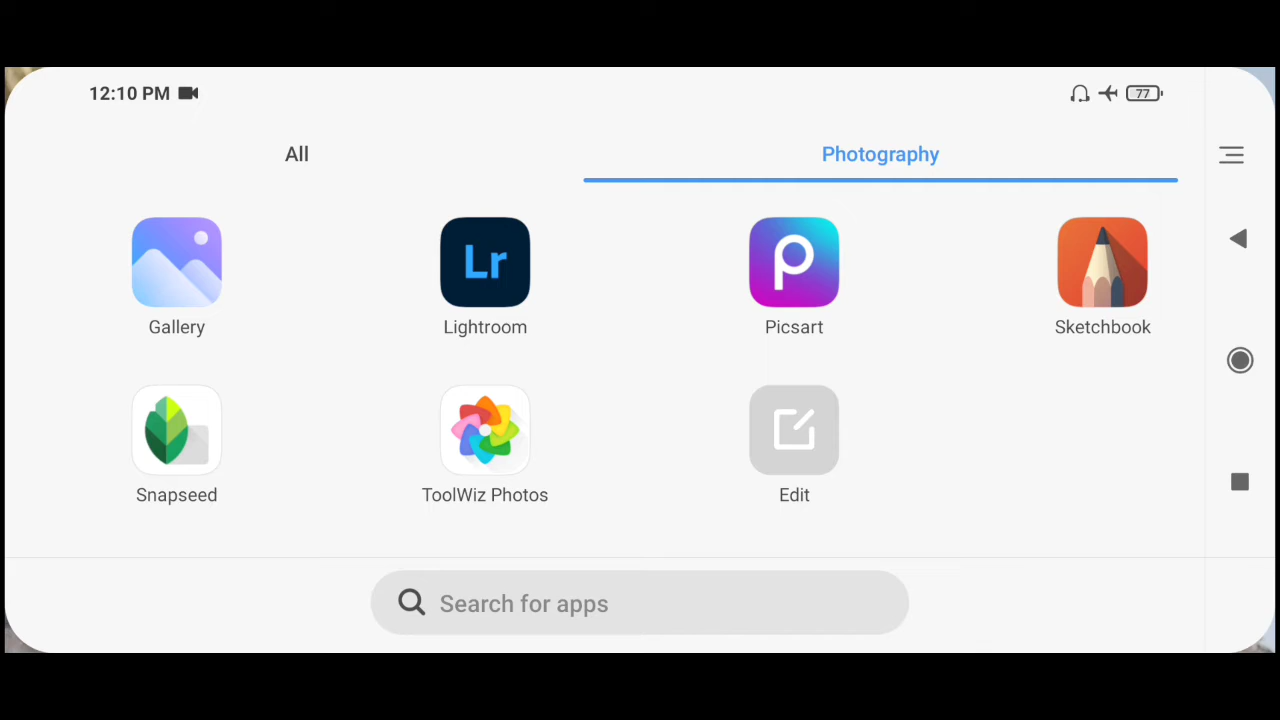 12:10 PM
77
All
Photography
Lr
Gallery
Lightroom
Picsart
Sketchbook
Snapseed
ToolWiz Photos
Edit
Search for apps